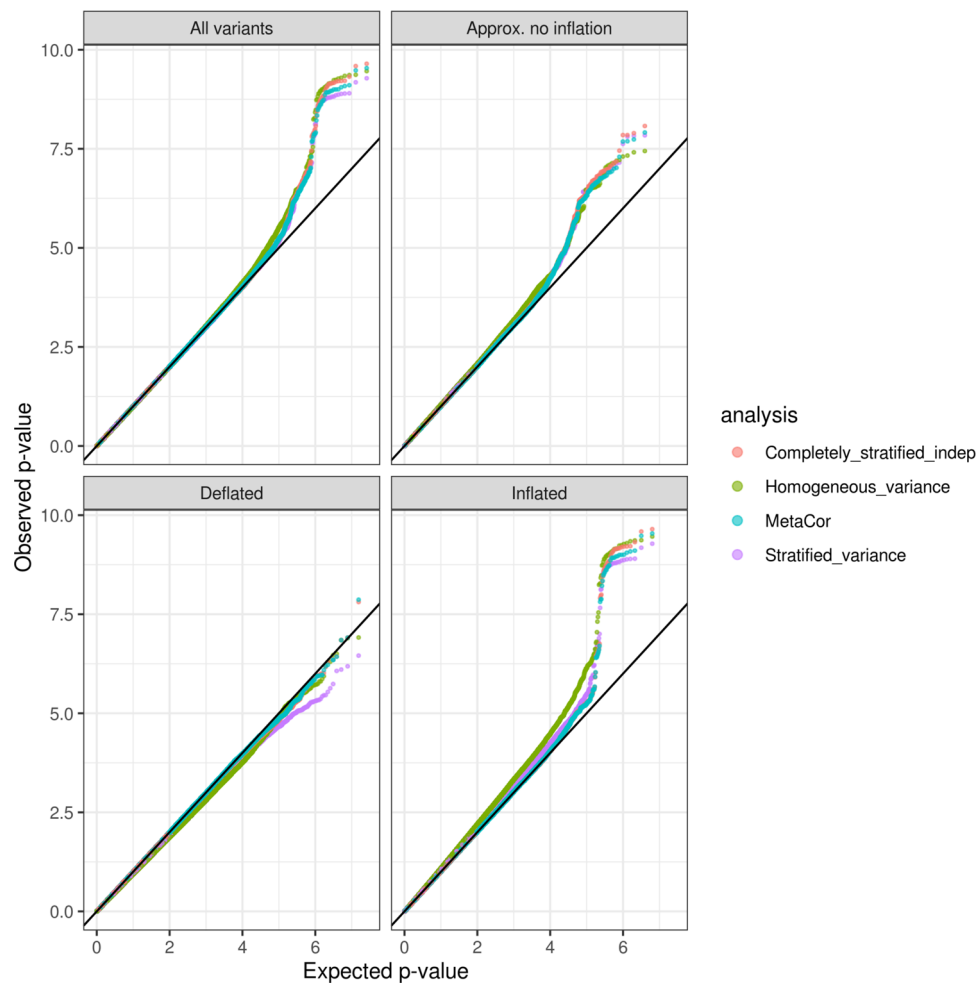 All variants
Approx. no inflation
10.0
7.5
5.0
2.5
0.0
Deflated
Inflated
10.0
7.5
5.0
2.5
0.0
0 2 4 6
0 2 4 6
Observed p-value
Expected p-value
analysis
Completely_stratified_indep
Homogeneous_variance
MetaCor
Stratified_variance